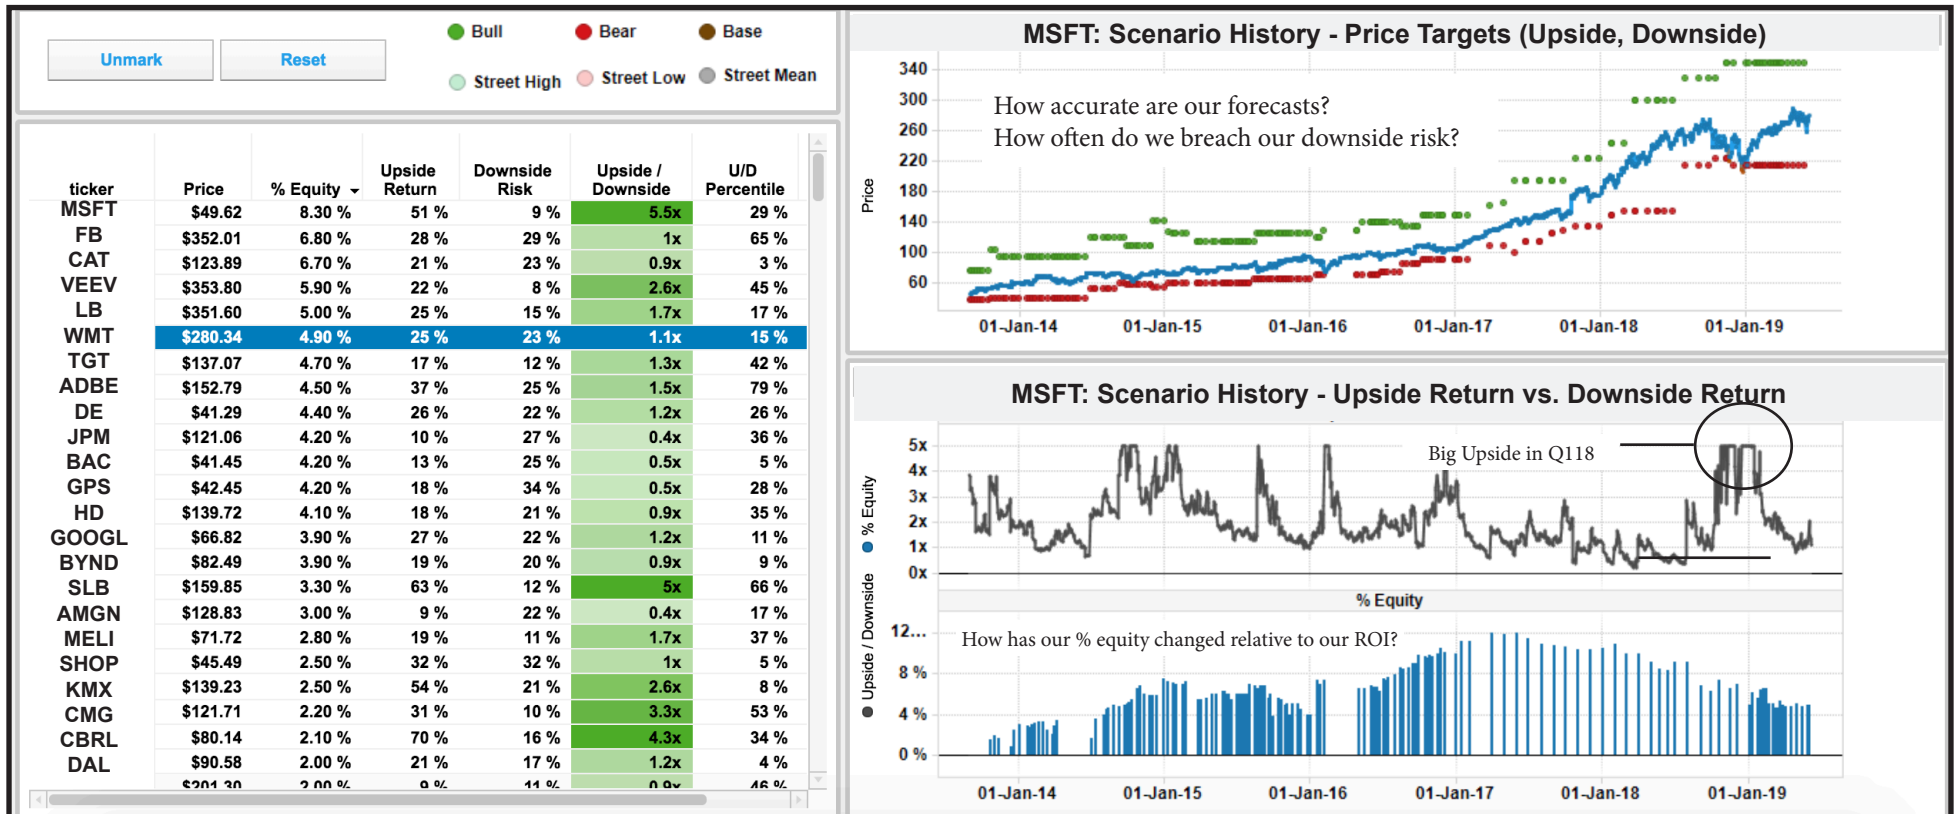 Unmark
Reset
Bull
Bear
Base
Street High
Street Low
Street Mean
ticker Price % Equity Upside Return Downside Risk Upside / Downside U/D Percentile
MSFT $49.62 8.30 % 51 % 9 % 5.5x 29 %
FB $352.01 6.80 % 28 % 29 % 1x 65 %
CAT $123.89 6.70 % 21 % 23 % 0.9x 3 %
VEEV $353.80 5.90 % 22 % 8 % 2.6x 45 %
LB $351.60 5.00 % 25 % 15 % 1.7x 17 %
WMT $280.34 4.90 % 25 % 23 % 1.1x 15 %
TGT $137.07 4.70 % 17 % 12 % 1.3x 42 %
ADBE $152.79 4.50 % 37 % 25 % 1.5x 79 %
DE $41.29 4.40 % 26 % 22 % 1.2x 26 %
JPM $121.06 4.20 % 10 % 27 % 0.4x 36 %
BAC $41.45 4.20 % 13 % 25 % 0.5x 5 %
GPS $42.45 4.20 % 18 % 34 % 0.5x 28 %
HD $139.72 4.10 % 18 % 21 % 0.9x 35 %
GOOGL $66.82 3.90 % 27 % 22 % 1.2x 11 %
BYND $82.49 3.90 % 19 % 20 % 0.9x 9 %
SLB $159.85 3.30 % 63 % 12 % 5x 66 %
AMGN $128.83 3.00 % 9 % 22 % 0.4x 17 %
MELI $71.72 2.80 % 19 % 11 % 1.7x 37 %
SHOP $45.49 2.50 % 32 % 32 % 1x 5 %
KMX $139.23 2.50 % 54 % 21 % 2.6x 8 %
CMG $121.71 2.20 % 31 % 10 % 3.3x 53 %
CBRL $80.14 2.10 % 70 % 16 % 4.3x 34 %
DAL $90.58 2.00 % 21 % 17 % 1.2x 4 %
$201.30 2.00 % 9 % 11 % 0.9x 46 %
MSFT: Scenario History - Price Targets (Upside, Downside)
How accurate are our forecasts?
How often do we breach our downside risk?
Price
340
300
260
220
180
140
100
60
01-Jan-14 01-Jan-15 01-Jan-16 01-Jan-17 01-Jan-18 01-Jan-19
MSFT: Scenario History - Upside Return vs. Downside Return
Big Upside in Q118
% Equity
Upside / Downside
5x
4x
3x
2x
1x
0x
% Equity
How has our % equity changed relative to our ROI?
12...
8 %
4 %
0 %
01-Jan-14 01-Jan-15 01-Jan-16 01-Jan-17 01-Jan-18 01-Jan-19